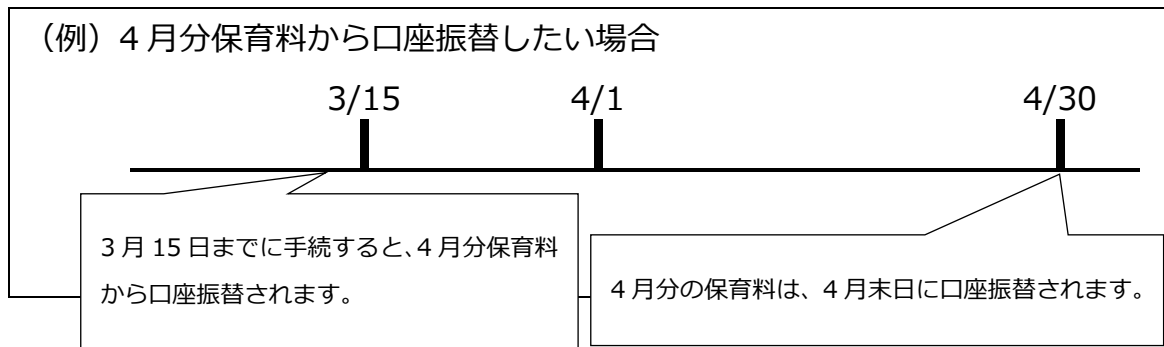 （例）４月分保育料から口座振替したい場合
3/15
4/1
4/30
３月 15 日までに手続すると、４月分保育料
から口座振替されます。
４月分の保育料は、４月末日に口座振替されます。